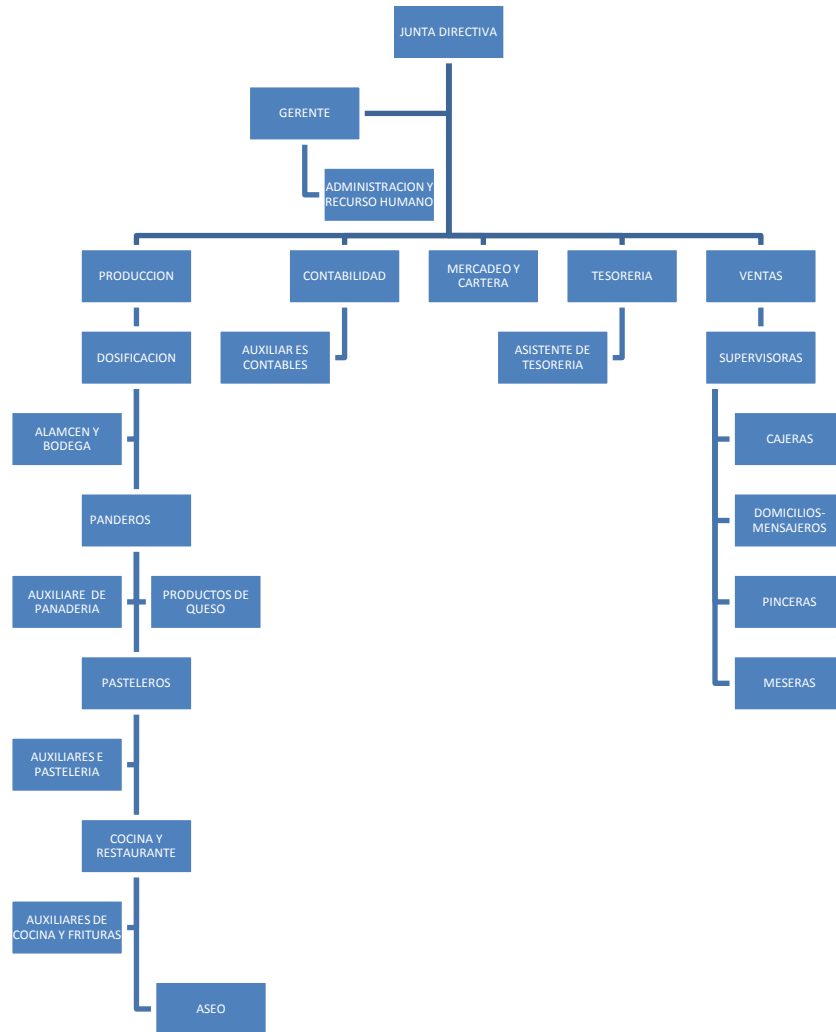 JUNTA DIRECTIVA
GERENTE
ADMINISTRACION Y
RECURSO HUMANO
PRODUCCION
CONTABILIDAD
MERCADEO Y
CARTERA
TESORERIA
VENTAS
DOSIFICACION
AUXILIAR ES
CONTABLES
ASISTENTE DE
TESORERIA
SUPERVISORAS
ALAMCEN Y
BODEGA
CAJERAS
PANDEROS
DOMICILIOS-
MENSAJEROS
AUXILIARE DE
PANADERIA
PRODUCTOS DE
QUESO
PINCERAS
PASTELEROS
MESERAS
AUXILIARES E
PASTELERIA
COCINA Y
RESTAURANTE
AUXILIARES DE
COCINA Y FRITURAS
ASEO